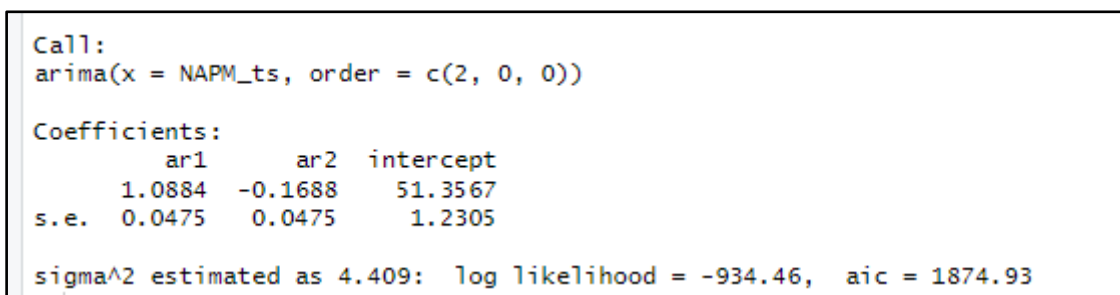 Call:
arima(x = NAPM_ts, order = c(2, 0, 0))
Coefficients:
ar1 ar2 intercept
1.0884 -0.1688 51.3567
s.e. 0.0475 0.0475 1.2305
sigma^2 estimated as 4.409: log likelihood = -934.46, aic = 1874.93